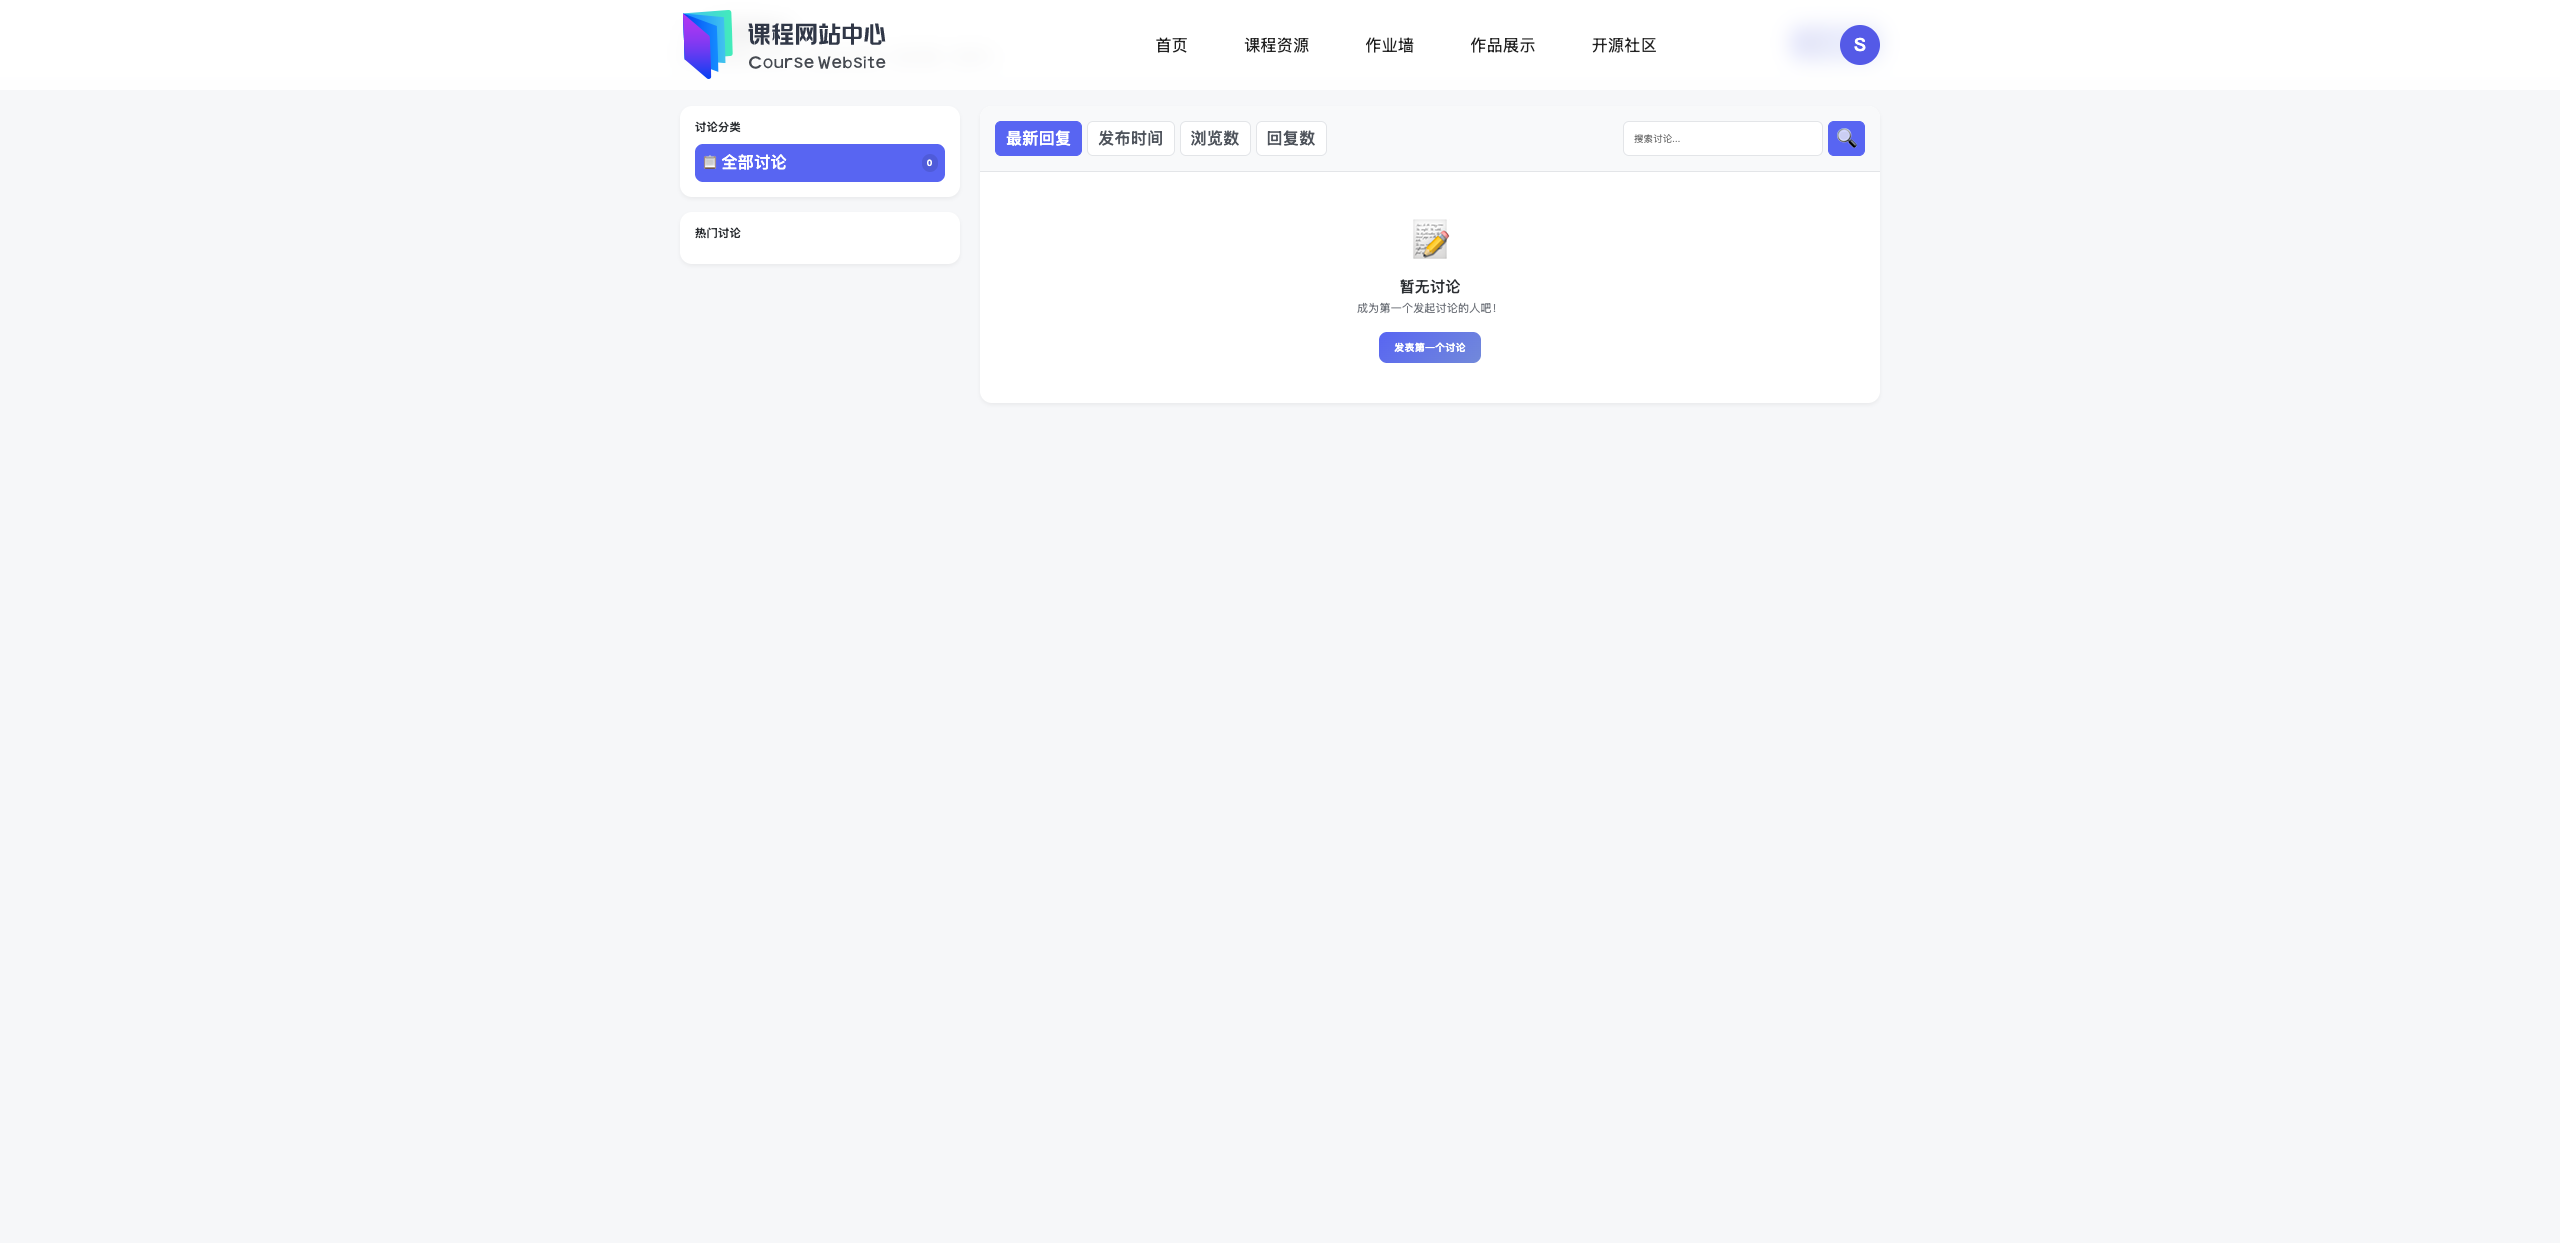 课程网站中心
Course Website
首页
课程资源
作业墙
作品展示
开源社区
S
讨论分类
全部讨论
0
热门讨论
最新回复
发布时间
浏览数
回复数
搜索讨论...
暂无讨论
成为第一个发起讨论的人吧！
发表第一个讨论